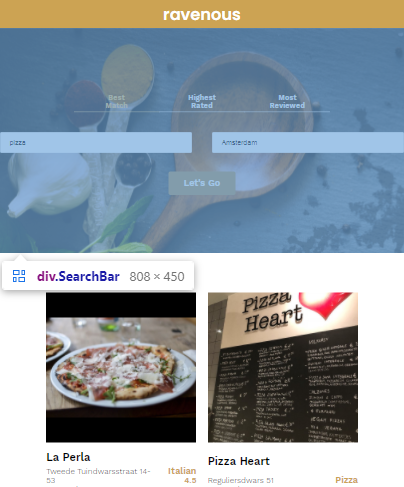 ravenous
Best
Match
Highest
Rated
Most
Reviewed
pizza
Amsterdam
Let's Go
div.SearchBar 808 × 450
Pizza
Heart
La Perla
Tweede Tuindwarsstraat 14-
53
Italian
4.5
Pizza Heart
Reguliersdwars 51
Pizza